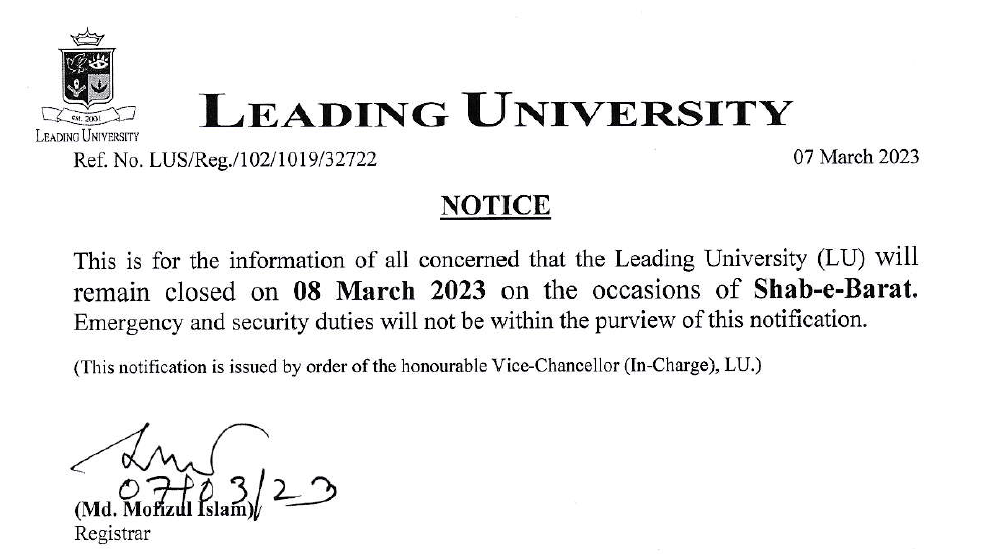 LEADING UNIVERSITY
est. 2001
LEADING UNIVERSITY
Ref. No. LUS/Reg./102/1019/32722
07 March 2023
NOTICE
This is for the information of all concerned that the Leading University (LU) will
remain closed on 08 March 2023 on the occasions of Shab-e-Barat.
Emergency and security duties will not be within the purview of this notification.
(This notification is issued by order of the honourable Vice-Chancellor (In-Charge), LU.)
07/03/23
(Md. Mofizul Islam)
Registrar